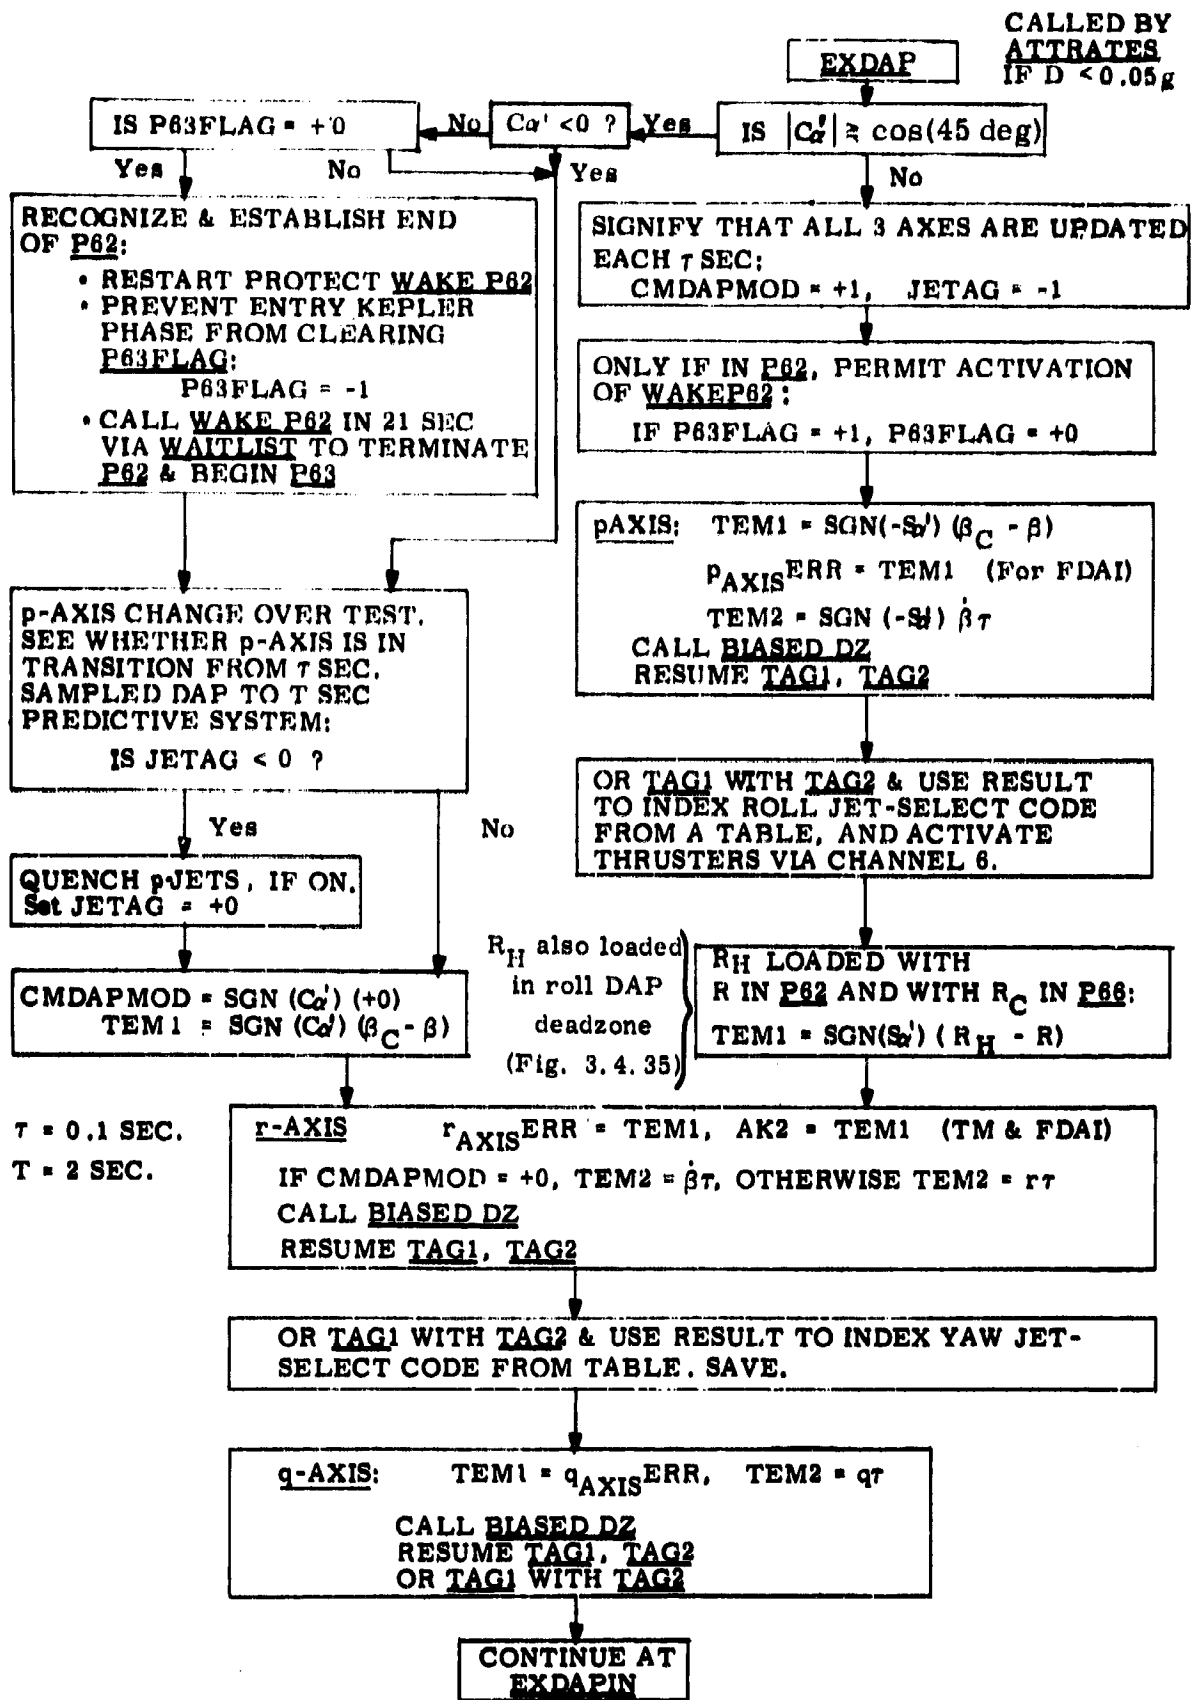 CALLED BY
ATTRATES
IF D < 0.05g
EXDAP
IS |Cα'| ≥ cos(45 deg)
Yes
No
Cα' < 0 ?
No
Yes
IS P63FLAG = +0
Yes
No
RECOGNIZE & ESTABLISH END
OF P62:
• RESTART PROTECT WAKE P62
• PREVENT ENTRY KEPLER
PHASE FROM CLEARING
P63FLAG:
P63FLAG = -1
• CALL WAKE P62 IN 21 SEC
VIA WAITLIST TO TERMINATE
P62 & BEGIN P63
SIGNIFY THAT ALL 3 AXES ARE UPDATED
EACH τ SEC:
CMDAPMOD = +1, JETAG = -1
ONLY IF IN P62, PERMIT ACTIVATION
OF WAKEP62:
IF P63FLAG = +1, P63FLAG = +0
pAXIS: TEM1 = SGN(-Sα') (βC - β)
pAXISERR = TEM1 (For FDAI)
TEM2 = SGN (-Sα') β̇τ
CALL BIASED DZ
RESUME TAG1, TAG2
p-AXIS CHANGE OVER TEST.
SEE WHETHER p-AXIS IS IN
TRANSITION FROM τ SEC.
SAMPLED DAP TO T SEC
PREDICTIVE SYSTEM:
IS JETAG < 0 ?
Yes
No
OR TAG1 WITH TAG2 & USE RESULT
TO INDEX ROLL JET-SELECT CODE
FROM A TABLE, AND ACTIVATE
THRUSTERS VIA CHANNEL 6.
QUENCH p-JETS, IF ON.
Set JETAG = +0
CMDAPMOD = SGN (Cα') (+0)
TEM1 = SGN (Cα') (βC - β)
RH also loaded
in roll DAP
deadzone
(Fig. 3.4.35)
RH LOADED WITH
R IN P62 AND WITH RC IN P66:
TEM1 = SGN(Sα') (RH - R)
τ = 0.1 SEC.
T = 2 SEC.
r-AXIS rAXISERR = TEM1, AK2 = TEM1 (TM & FDAI)
IF CMDAPMOD = +0, TEM2 = β̇τ, OTHERWISE TEM2 = rτ
CALL BIASED DZ
RESUME TAG1, TAG2
OR TAG1 WITH TAG2 & USE RESULT TO INDEX YAW JET-
SELECT CODE FROM TABLE. SAVE.
q-AXIS: TEM1 = qAXISERR, TEM2 = qτ
CALL BIASED DZ
RESUME TAG1, TAG2
OR TAG1 WITH TAG2
CONTINUE AT
EXDAPIN